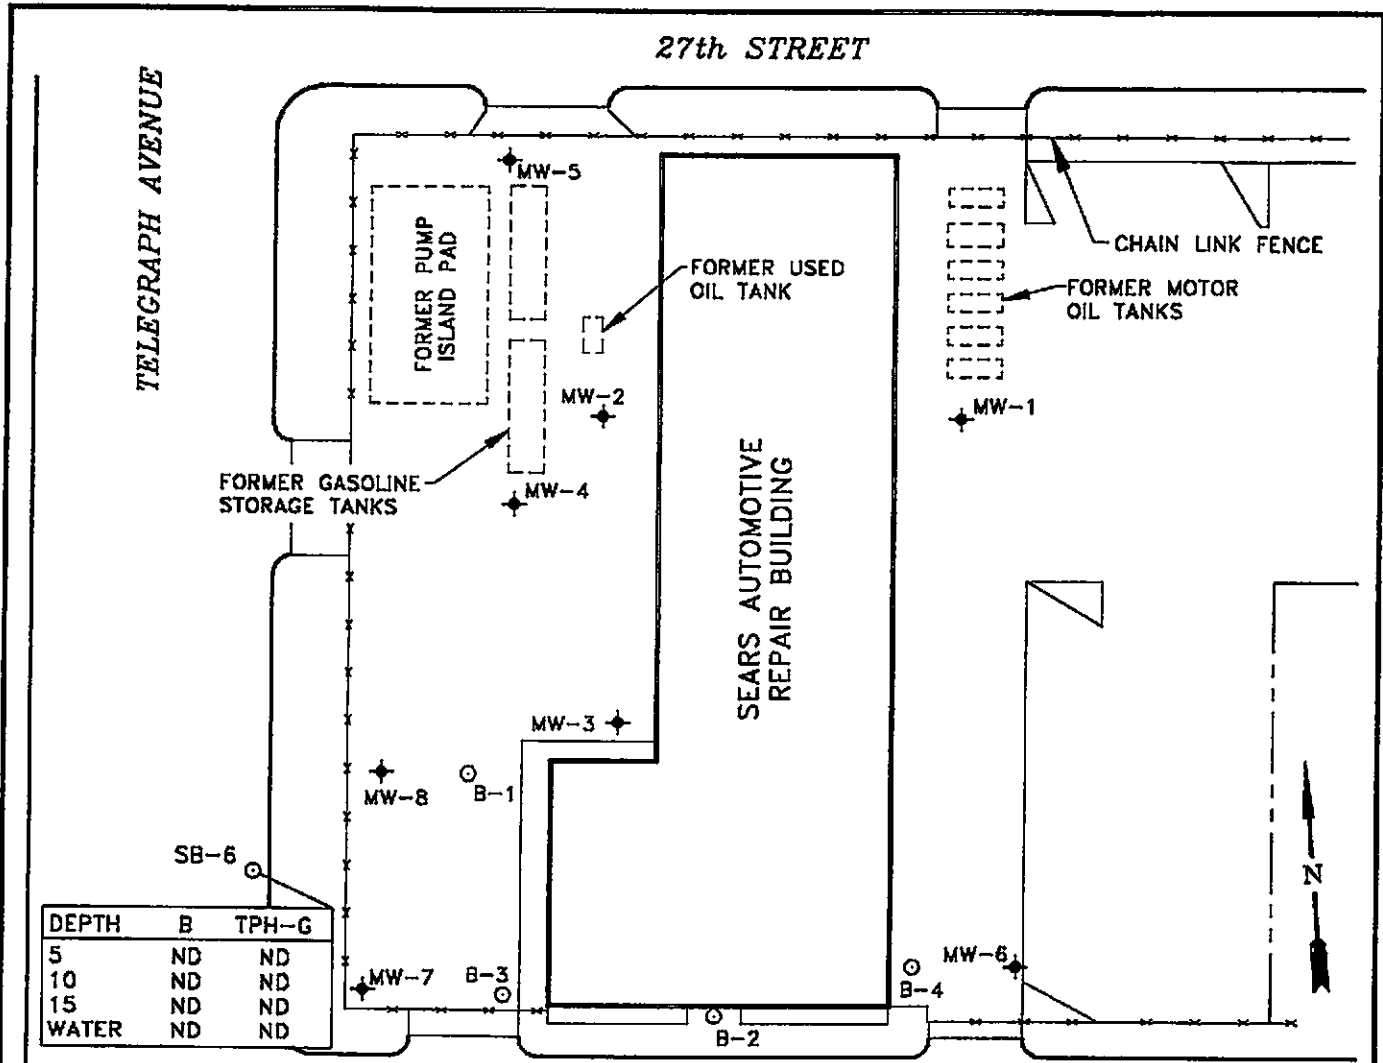 27th STREET
TELEGRAPH AVENUE
MW-5
FORMER PUMP
ISLAND PAD
FORMER USED
OIL TANK
CHAIN LINK FENCE
FORMER MOTOR
OIL TANKS
MW-2
MW-1
FORMER GASOLINE
STORAGE TANKS
MW-4
SEARS AUTOMOTIVE
REPAIR BUILDING
MW-3
MW-8
B-1
SB-6
N
DEPTH B TPH-G
5 ND ND
10 ND ND
15 ND ND
WATER ND ND
MW-7
B-3
MW-6
B-4
B-2